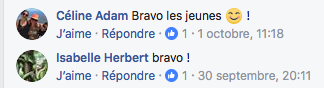 Céline Adam Bravo les jeunes 😊 !
J'aime · Répondre · 1 · 1 octobre, 11:18
Isabelle Herbert bravo !
J'aime · Répondre · 1 · 30 septembre, 20:11